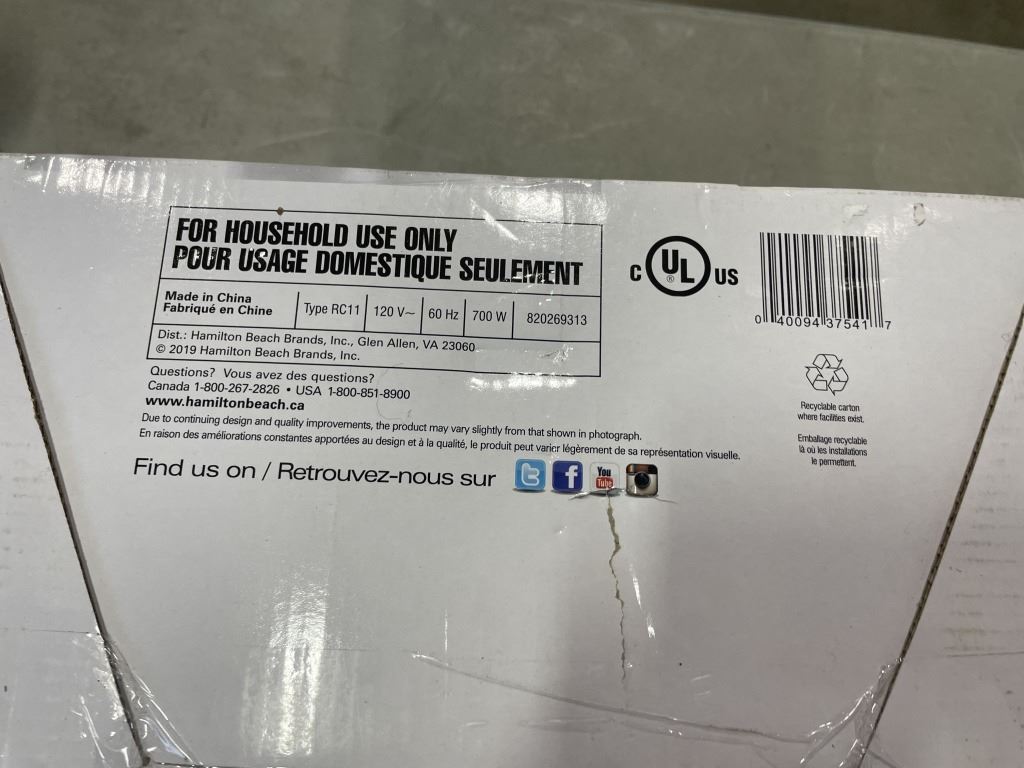 FOR HOUSEHOLD USE ONLY
POUR USAGE DOMESTIQUE SEULEMENT
Made in China
Fabriqué en Chine
Type RC11
120 V~
60 Hz
700 W
820269313
Dist.: Hamilton Beach Brands, Inc., Glen Allen, VA 23060
© 2019 Hamilton Beach Brands, Inc.
Questions? Vous avez des questions?
Canada 1-800-267-2826 • USA 1-800-851-8900
www.hamiltonbeach.ca
Due to continuing design and quality improvements, the product may vary slightly from that shown in photograph.
En raison des améliorations constantes apportées au design et à la qualité, le produit peut varier légèrement de sa représentation visuelle.
Find us on / Retrouvez-nous sur
t
f
You
Tube
C UL ® US
0 40094 37541 7
Recyclable carton
where facilities exist.
Emballage recyclable
là où les installations
le permettent.